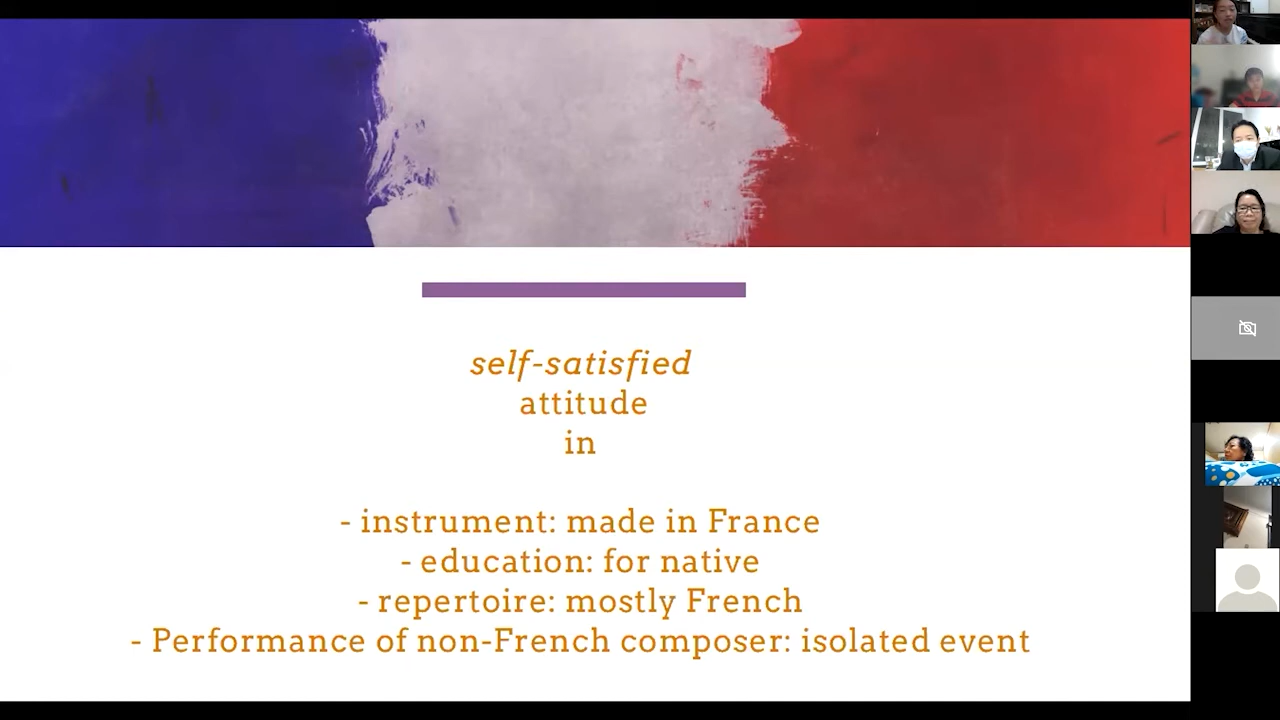 self-satisfied
attitude
in
- instrument: made in France
- education: for native
- repertoire: mostly French
- Performance of non-French composer: isolated event